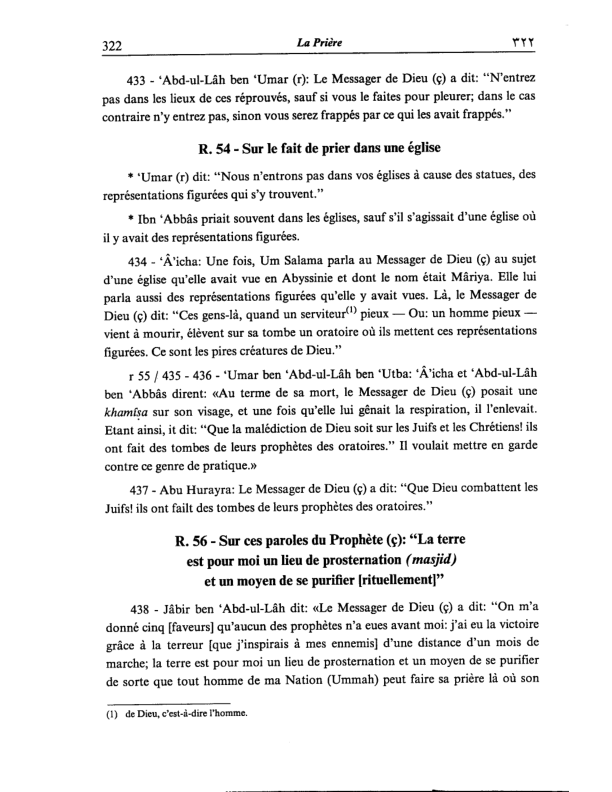 322 La Prière ٣٢٢
433 - ‘Abd-ul-Lâh ben ‘Umar (r): Le Messager de Dieu (ç) a dit: “N'entrez
pas dans les lieux de ces réprouvés, sauf si vous le faites pour pleurer; dans le cas
contraire n'y entrez pas, sinon vous serez frappés par ce qui les avait frappés.”
R. 54 - Sur le fait de prier dans une église
* ‘Umar (r) dit: “Nous n'entrons pas dans vos églises à cause des statues, des
représentations figurées qui s'y trouvent.”
* Ibn ‘Abbâs priait souvent dans les églises, sauf s'il s'agissait d'une église où
il y avait des représentations figurées.
434 - ‘Â'icha: Une fois, Um Salama parla au Messager de Dieu (ç) au sujet
d'une église qu'elle avait vue en Abyssinie et dont le nom était Mâriya. Elle lui
parla aussi des représentations figurées qu'elle y avait vues. Là, le Messager de
Dieu (ç) dit: “Ces gens-là, quand un serviteur(1) pieux — Ou: un homme pieux —
vient à mourir, élèvent sur sa tombe un oratoire où ils mettent ces représentations
figurées. Ce sont les pires créatures de Dieu.”
r 55 / 435 - 436 - ‘Umar ben ‘Abd-ul-Lâh ben ‘Utba: ‘Â'icha et ‘Abd-ul-Lâh
ben ‘Abbâs dirent: «Au terme de sa mort, le Messager de Dieu (ç) posait une
khamîṣa sur son visage, et une fois qu'elle lui gênait la respiration, il l'enlevait.
Etant ainsi, it dit: “Que la malédiction de Dieu soit sur les Juifs et les Chrétiens! ils
ont fait des tombes de leurs prophètes des oratoires.” Il voulait mettre en garde
contre ce genre de pratique.»
437 - Abu Hurayra: Le Messager de Dieu (ç) a dit: “Que Dieu combattent les
Juifs! ils ont failt des tombes de leurs prophètes des oratoires.”
R. 56 - Sur ces paroles du Prophète (ç): “La terre
est pour moi un lieu de prosternation (masjid)
et un moyen de se purifier [rituellement]”
438 - Jâbir ben ‘Abd-ul-Lâh dit: «Le Messager de Dieu (ç) a dit: “On m'a
donné cinq [faveurs] qu'aucun des prophètes n'a eues avant moi: j'ai eu la victoire
grâce à la terreur [que j'inspirais à mes ennemis] d'une distance d'un mois de
marche; la terre est pour moi un lieu de prosternation et un moyen de se purifier
de sorte que tout homme de ma Nation (Ummah) peut faire sa prière là où son
(1) de Dieu, c'est-à-dire l'homme.